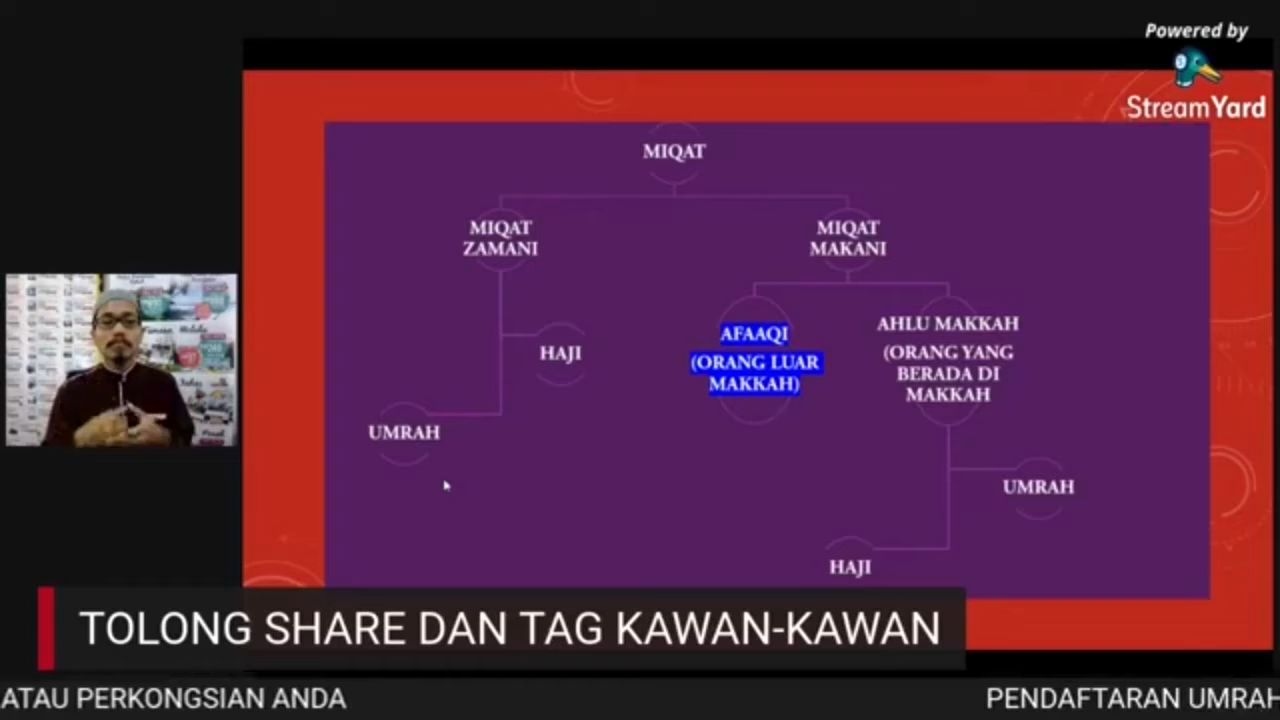 Powered by
StreamYard
MIQAT
MIQAT
ZAMANI
MIQAT
MAKANI
HAJI
UMRAH
AFAAQI
(ORANG LUAR
MAKKAH)
AHLU MAKKAH
(ORANG YANG
BERADA DI
MAKKAH
UMRAH
HAJI
TOLONG SHARE DAN TAG KAWAN-KAWAN
ATAU PERKONGSIAN ANDA
PENDAFTARAN UMRAH